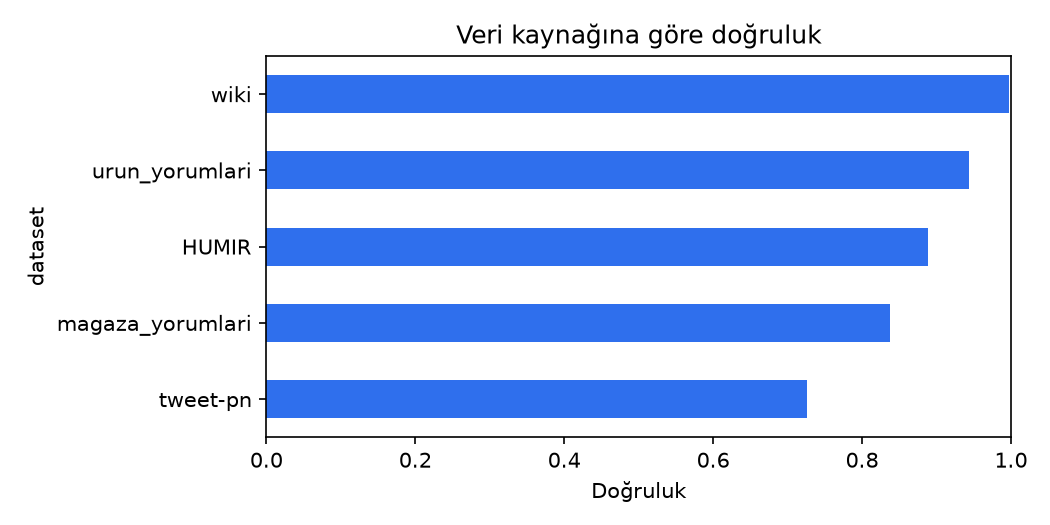 Veri kaynağına göre doğruluk
dataset
wiki
urun_yorumlari
HUMIR
magaza_yorumlari
tweet-pn
0.0 0.2 0.4 0.6 0.8 1.0
Doğruluk